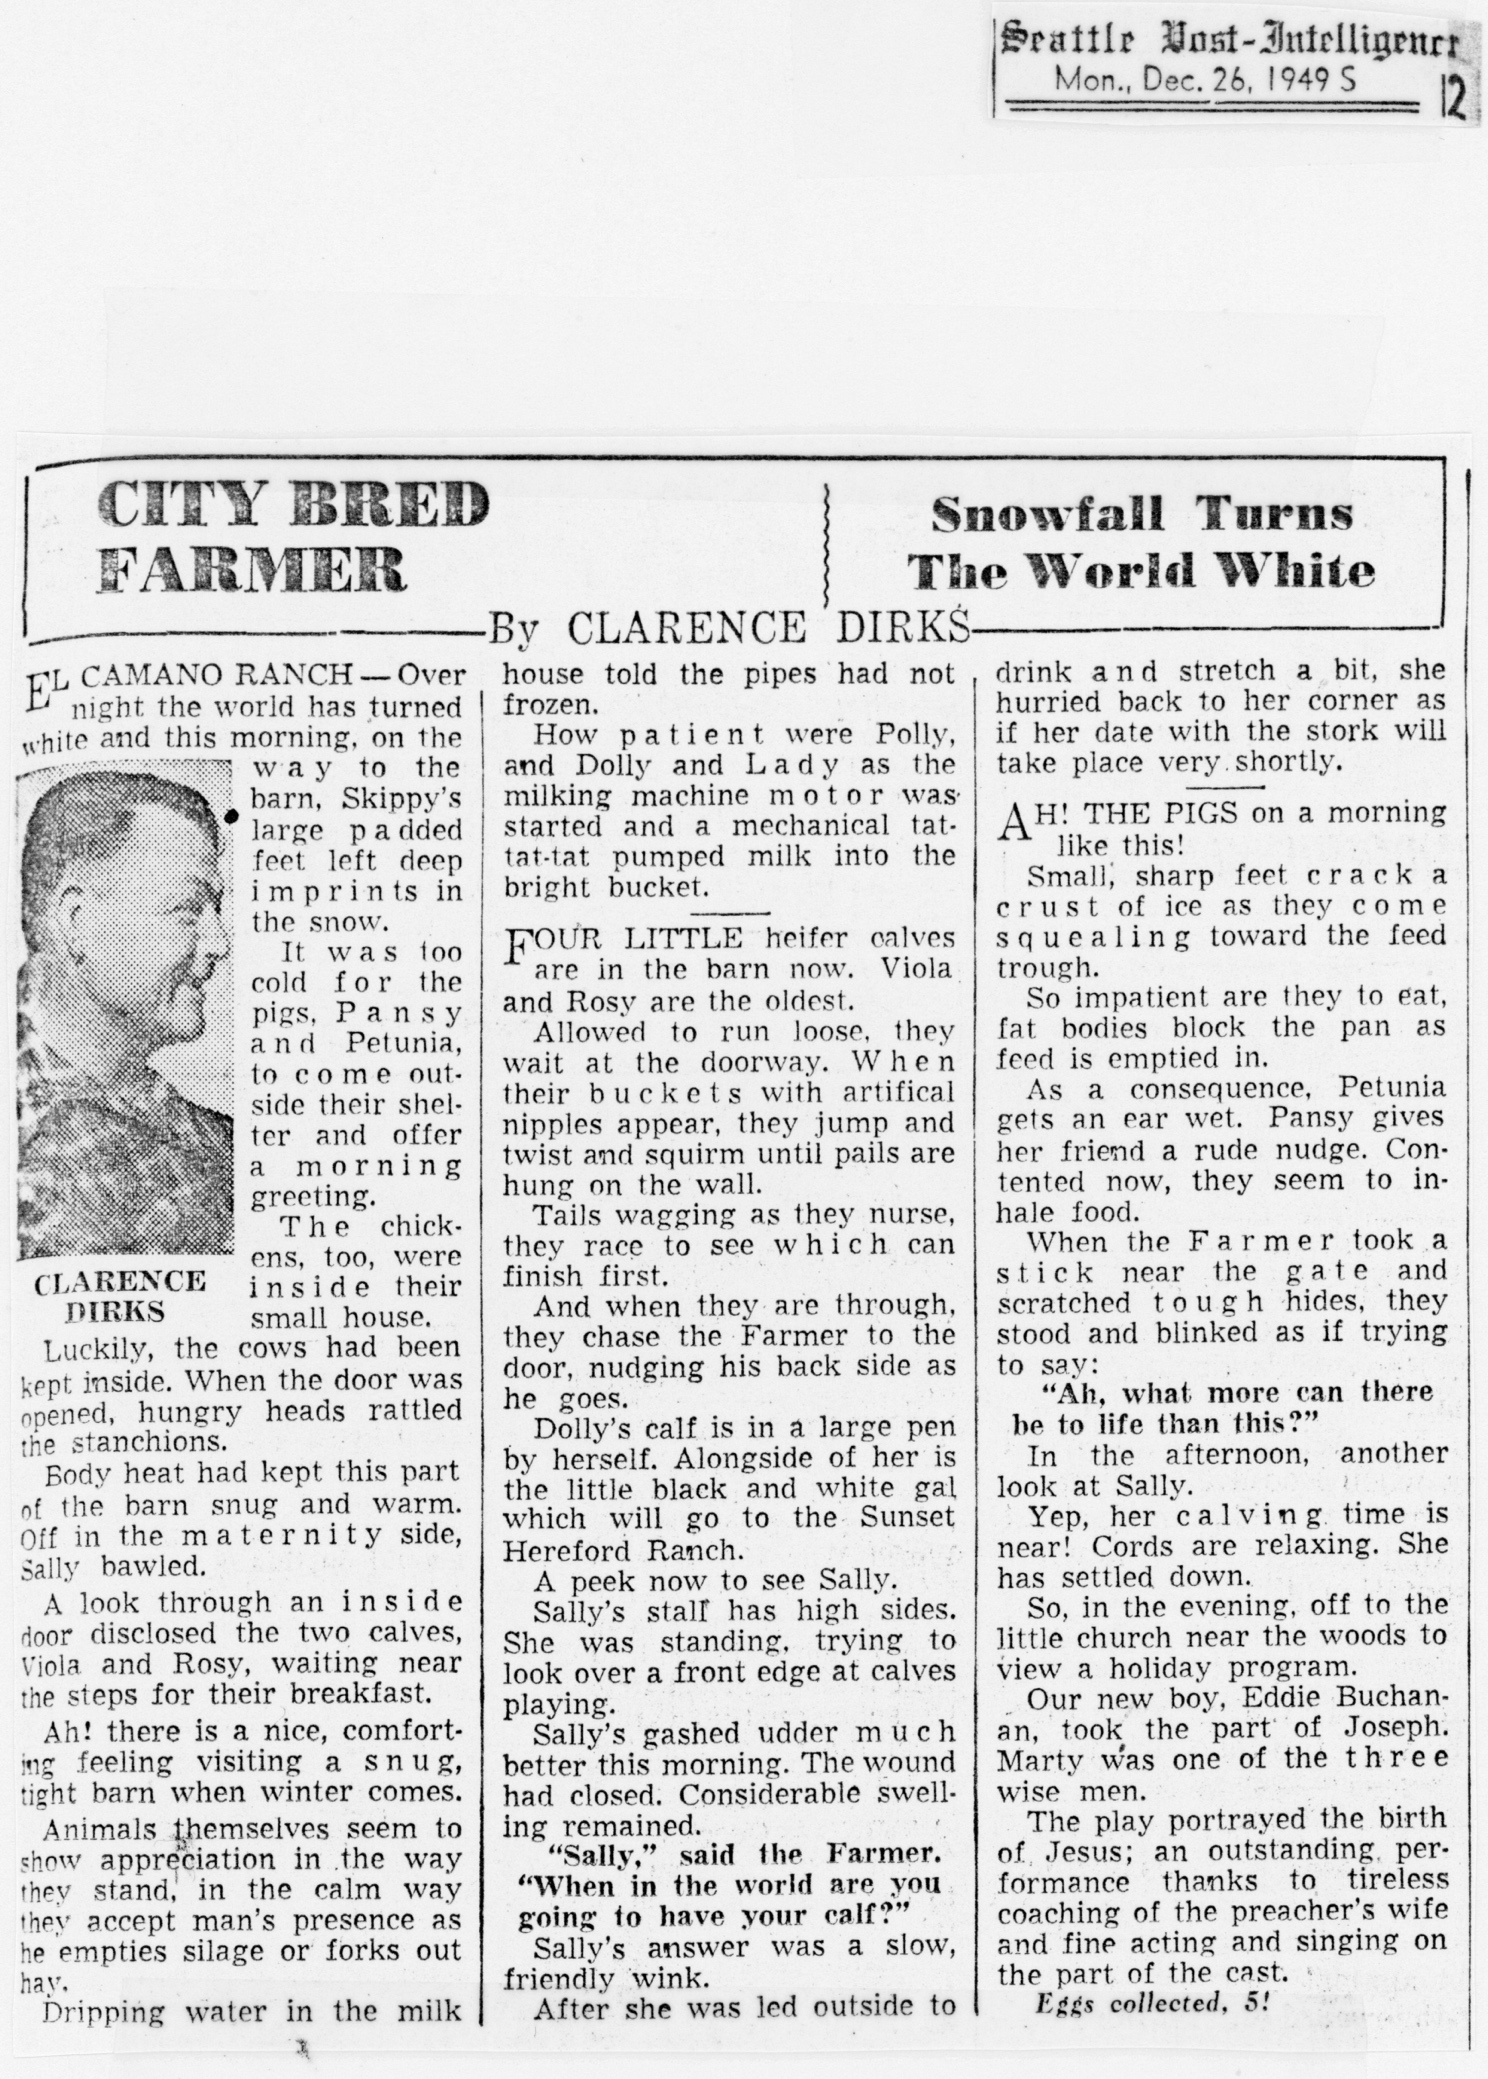 Seattle Post-Intelligencer
Mon., Dec. 26, 1949 S
12
CITY BRED
FARMER
Snowfall Turns
The World White
By CLARENCE DIRKS
EL CAMANO RANCH — Over
night the world has turned
white and this morning, on the
way to the
barn, Skippy's
large padded
feet left deep
imprints in
the snow.
It was too
cold for the
pigs, Pansy
and Petunia,
to come out-
side their shel-
ter and offer
a morning
greeting.
The chick-
ens, too, were
inside their
small house.
CLARENCE
DIRKS
Luckily, the cows had been
kept inside. When the door was
opened, hungry heads rattled
the stanchions.
Body heat had kept this part
of the barn snug and warm.
Off in the maternity side,
Sally bawled.
A look through an inside
door disclosed the two calves,
Viola and Rosy, waiting near
the steps for their breakfast.
Ah! there is a nice, comfort-
ing feeling visiting a snug,
tight barn when winter comes.
Animals themselves seem to
show appreciation in the way
they stand, in the calm way
they accept man's presence as
he empties silage or forks out
hay.
Dripping water in the milk
house told the pipes had not
frozen.
How patient were Polly,
and Dolly and Lady as the
milking machine motor was
started and a mechanical tat-
tat-tat pumped milk into the
bright bucket.
FOUR LITTLE heifer calves
are in the barn now. Viola
and Rosy are the oldest.
Allowed to run loose, they
wait at the doorway. When
their buckets with artifical
nipples appear, they jump and
twist and squirm until pails are
hung on the wall.
Tails wagging as they nurse,
they race to see which can
finish first.
And when they are through,
they chase the Farmer to the
door, nudging his back side as
he goes.
Dolly's calf is in a large pen
by herself. Alongside of her is
the little black and white gal
which will go to the Sunset
Hereford Ranch.
A peek now to see Sally.
Sally's stall has high sides.
She was standing, trying to
look over a front edge at calves
playing.
Sally's gashed udder much
better this morning. The wound
had closed. Considerable swell-
ing remained.
"Sally," said the Farmer.
"When in the world are you
going to have your calf?"
Sally's answer was a slow,
friendly wink.
After she was led outside to
drink and stretch a bit, she
hurried back to her corner as
if her date with the stork will
take place very shortly.
AH! THE PIGS on a morning
like this!
Small, sharp feet crack a
crust of ice as they come
squealing toward the feed
trough.
So impatient are they to eat,
fat bodies block the pan as
feed is emptied in.
As a consequence, Petunia
gets an ear wet. Pansy gives
her friend a rude nudge. Con-
tented now, they seem to in-
hale food.
When the Farmer took a
stick near the gate and
scratched tough hides, they
stood and blinked as if trying
to say:
"Ah, what more can there
be to life than this?"
In the afternoon, another
look at Sally.
Yep, her calving time is
near! Cords are relaxing. She
has settled down.
So, in the evening, off to the
little church near the woods to
view a holiday program.
Our new boy, Eddie Buchan-
an, took the part of Joseph.
Marty was one of the three
wise men.
The play portrayed the birth
of Jesus; an outstanding per-
formance thanks to tireless
coaching of the preacher's wife
and fine acting and singing on
the part of the cast.
Eggs collected, 5!